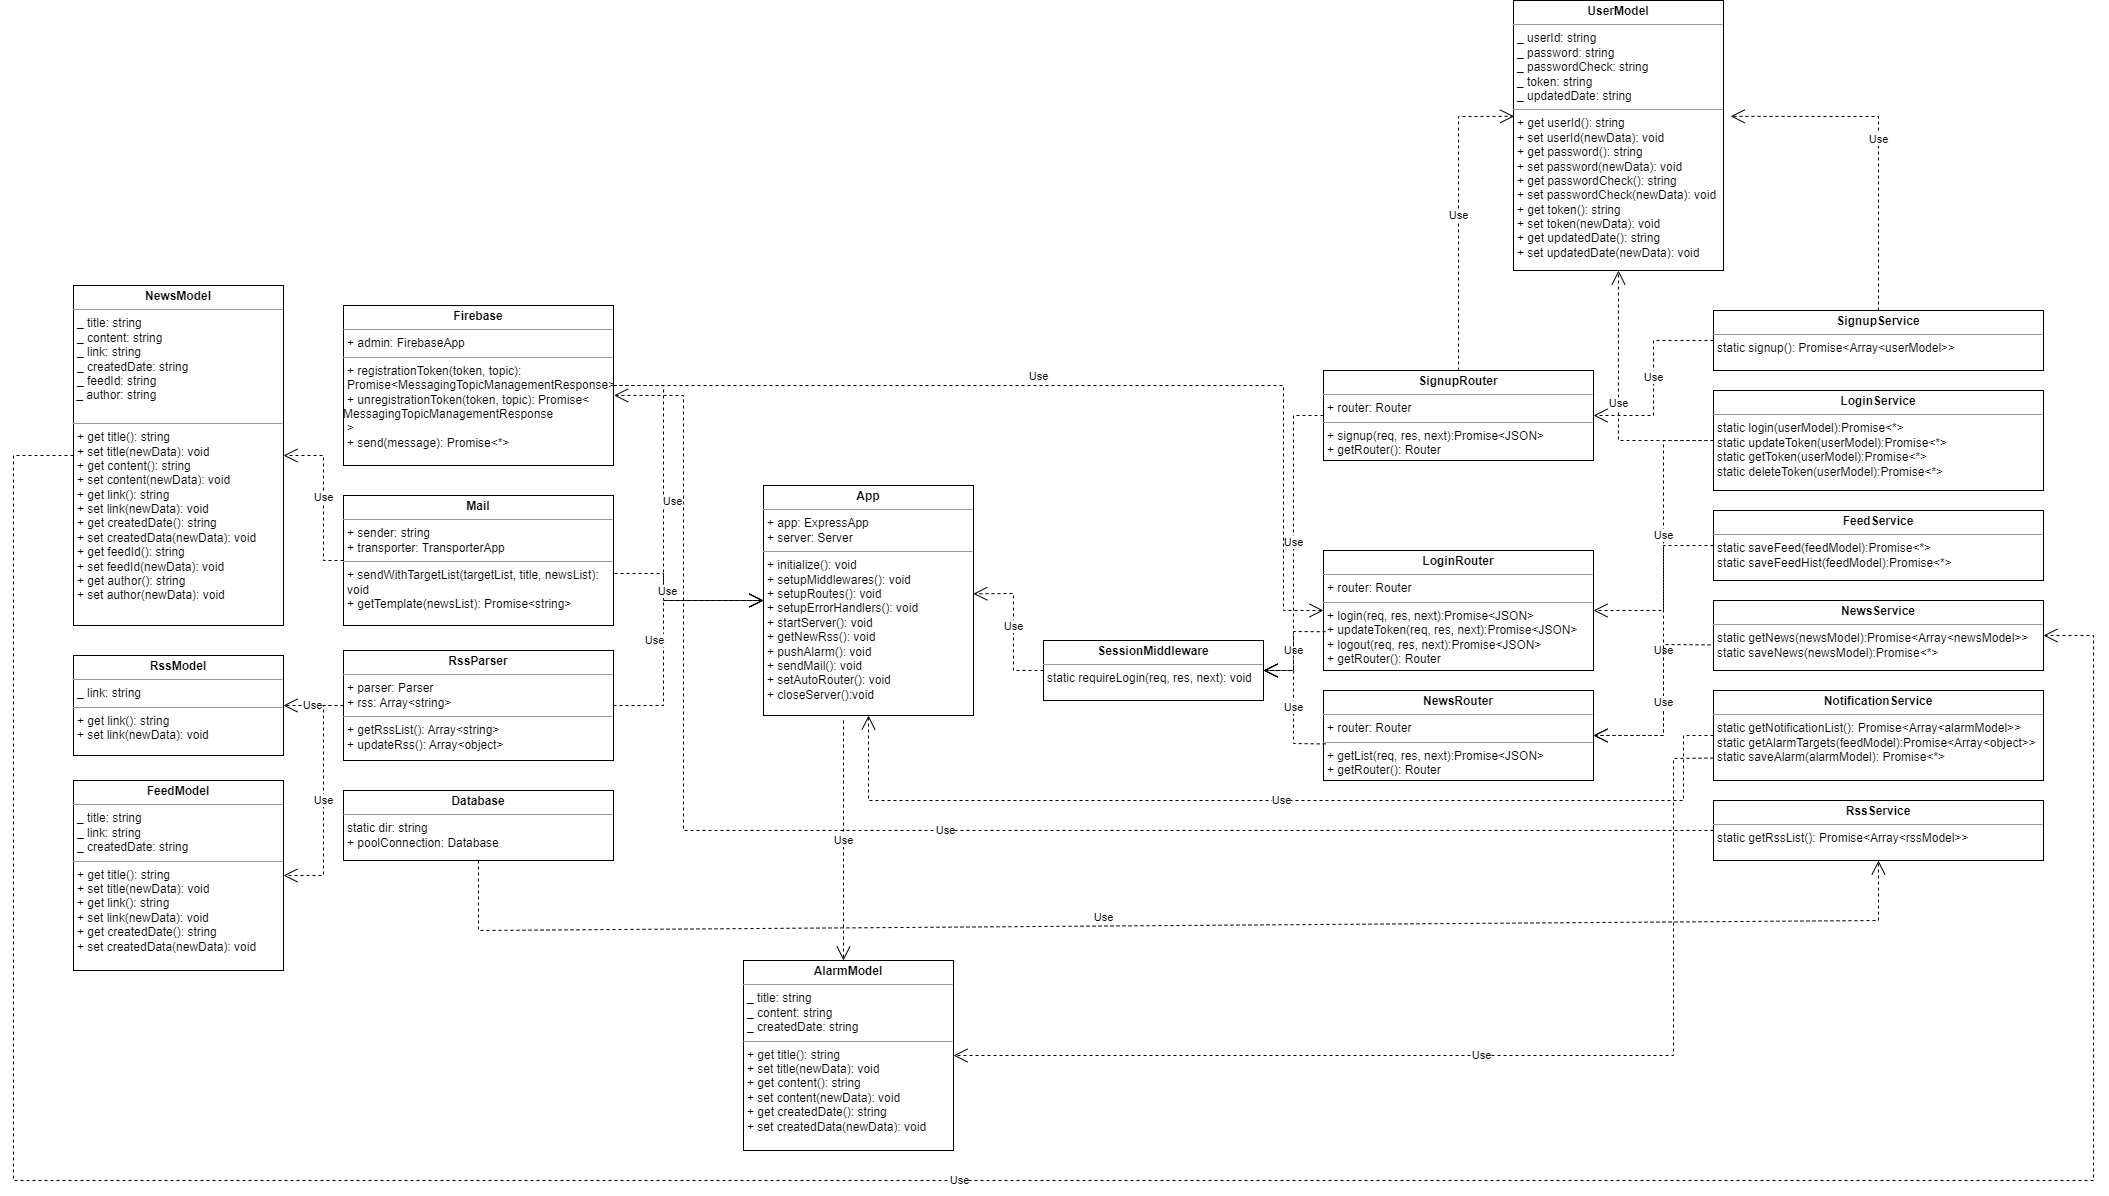 UserModel
_ userId: string
_ password: string
_ passwordCheck: string
_ token: string
_ updatedDate: string
+ get userId(): string
+ set userId(newData): void
+ get password(): string
+ set password(newData): void
+ get passwordCheck(): string
+ set passwordCheck(newData): void
+ get token(): string
+ set token(newData): void
+ get updatedDate(): string
+ set updatedDate(newData): void
Use
Use
NewsModel
_ title: string
_ content: string
_ link: string
_ createdDate: string
_ feedId: string
_ author: string
+ get title(): string
+ set title(newData): void
+ get content(): string
+ set content(newData): void
+ get link(): string
+ set link(newData): void
+ get createdDate(): string
+ set createdData(newData): void
+ get feedId(): string
+ set feedId(newData): void
+ get author(): string
+ set author(newData): void
Use
RssModel
_ link: string
+ get link(): string
+ set link(newData): void
Use
FeedModel
_ title: string
_ link: string
_ createdDate: string
+ get title(): string
+ set title(newData): void
+ get link(): string
+ set link(newData): void
+ get createdDate(): string
+ set createdData(newData): void
Use
Firebase
+ admin: FirebaseApp
+ registrationToken(token, topic):
Promise<MessagingTopicManagementResponse>
+ unregistrationToken(token, topic): Promise<
MessagingTopicManagementResponse
>
+ send(message): Promise<*>
Mail
+ sender: string
+ transporter: TransporterApp
+ sendWithTargetList(targetList, title, newsList):
void
+ getTemplate(newsList): Promise<string>
RssParser
+ parser: Parser
+ rss: Array<string>
+ getRssList(): Array<string>
+ updateRss(): Array<object>
Database
static dir: string
+ poolConnection: Database
Use
Use
Use
App
+ app: ExpressApp
+ server: Server
+ initialize(): void
+ setupMiddlewares(): void
+ setupRoutes(): void
+ setupErrorHandlers(): void
+ startServer(): void
+ getNewRss(): void
+ pushAlarm(): void
+ sendMail(): void
+ setAutoRouter(): void
+ closeServer():void
Use
Use
Use
SessionMiddleware
static requireLogin(req, res, next): void
Use
Use
Use
SignupRouter
+ router: Router
+ signup(req, res, next):Promise<JSON>
+ getRouter(): Router
LoginRouter
+ router: Router
+ login(req, res, next):Promise<JSON>
+ updateToken(req, res, next):Promise<JSON>
+ logout(req, res, next):Promise<JSON>
+ getRouter(): Router
NewsRouter
+ router: Router
+ getList(req, res, next):Promise<JSON>
+ getRouter(): Router
Use
Use
Use
Use
Use
SignupService
static signup(): Promise<Array<userModel>>
LoginService
static login(userModel):Promise<*>
static updateToken(userModel):Promise<*>
static getToken(userModel):Promise<*>
static deleteToken(userModel):Promise<*>
FeedService
static saveFeed(feedModel):Promise<*>
static saveFeedHist(feedModel):Promise<*>
NewsService
static getNews(newsModel):Promise<Array<newsModel>>
static saveNews(newsModel):Promise<*>
NotificationService
static getNotificationList(): Promise<Array<alarmModel>>
static getAlarmTargets(feedModel):Promise<Array<object>>
static saveAlarm(alarmModel): Promise<*>
RssService
static getRssList(): Promise<Array<rssModel>>
Use
Use
Use
Use
AlarmModel
_ title: string
_ content: string
_ createdDate: string
+ get title(): string
+ set title(newData): void
+ get content(): string
+ set content(newData): void
+ get createdDate(): string
+ set createdData(newData): void
Use
Use